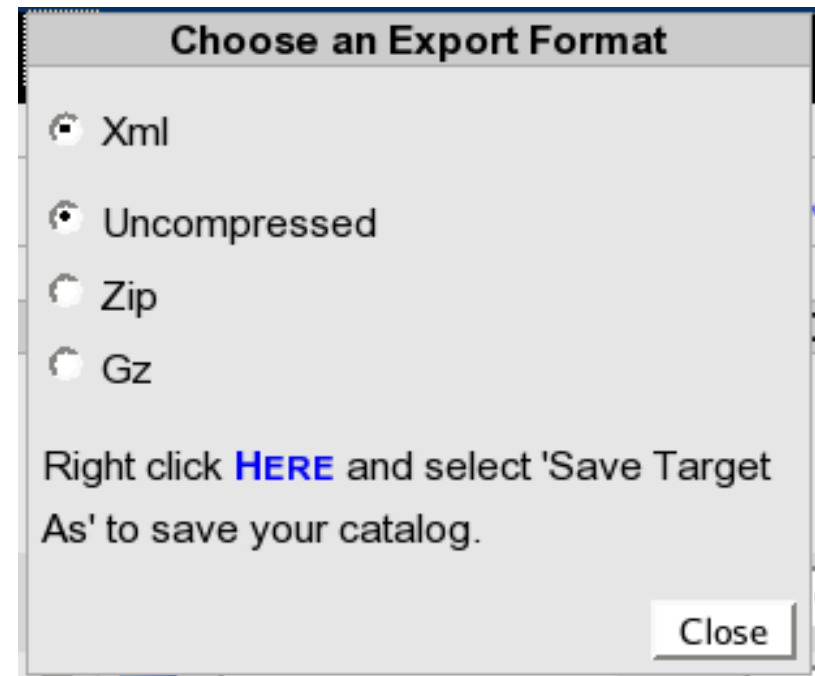 Choose an Export Format
Xml
Uncompressed
Zip
Gz
Right click HERE and select 'Save Target
As' to save your catalog.
Close